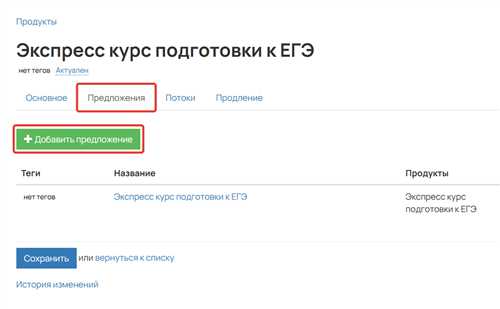 Продукты
Экспресс курс подготовки к ЕГЭ
нет тегов Актуален
Основное Предложения Потоки Продление
+ Добавить предложение
Теги Название Продукты
нет тегов Экспресс курс подготовки к ЕГЭ Экспресс курс
подготовки к ЕГЭ
Сохранить или вернуться к списку
История изменений